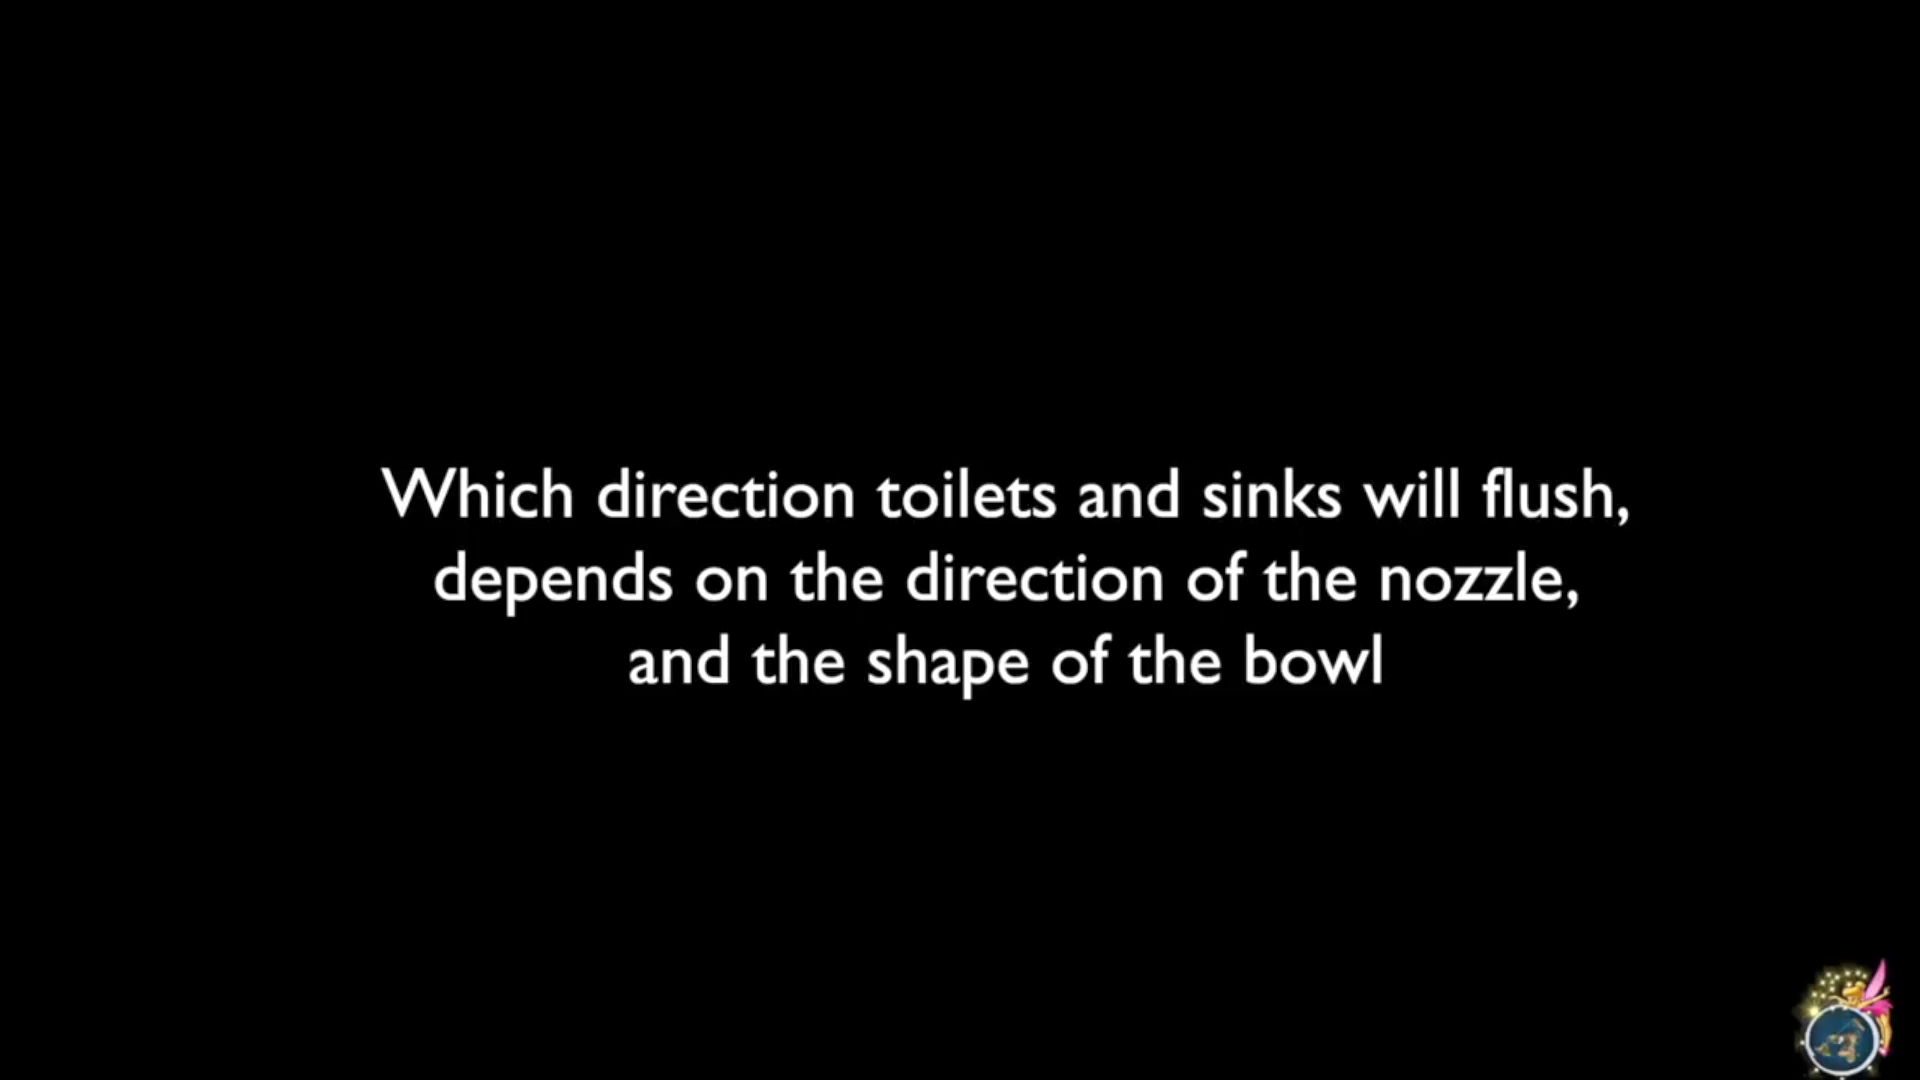 Which direction toilets and sinks will flush,
depends on the direction of the nozzle,
and the shape of the bowl